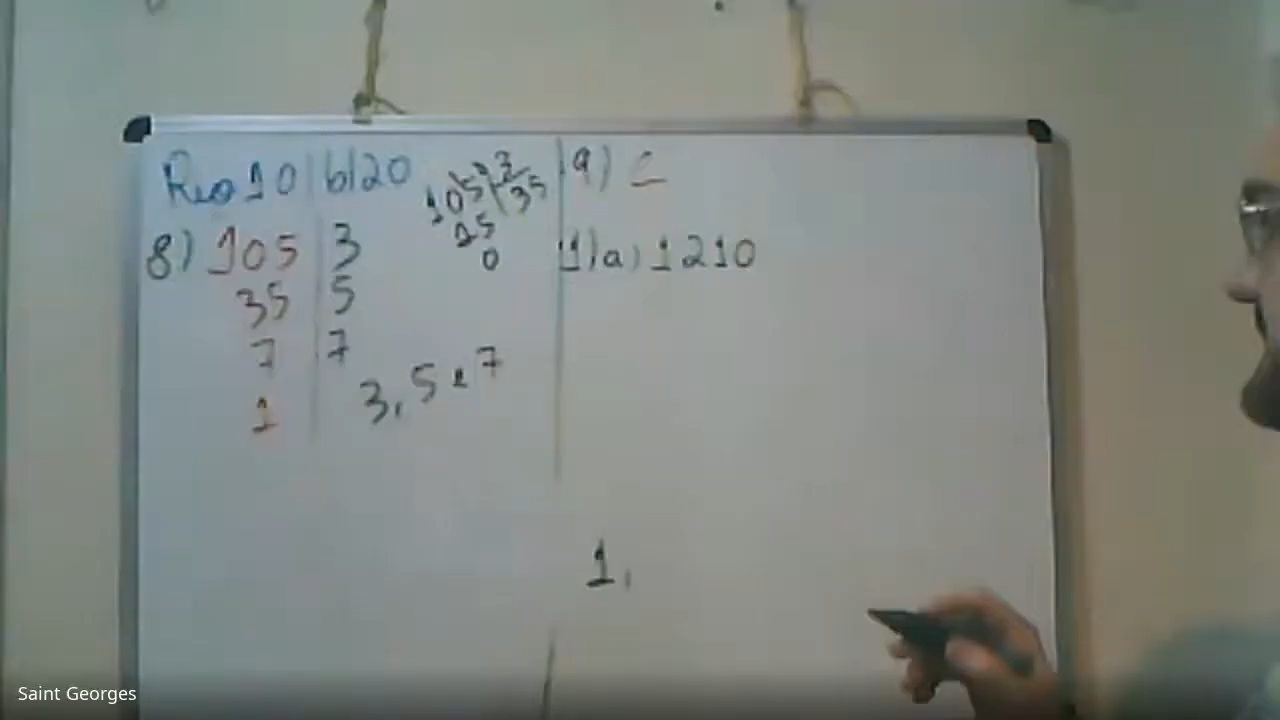 Rio 10 | 6|20
8) 105 | 3
35 | 5
7 | 7
1
3, 5 e 7
105 | 3
15 35
0
9) C
11) a) 1210
1,
Saint Georges